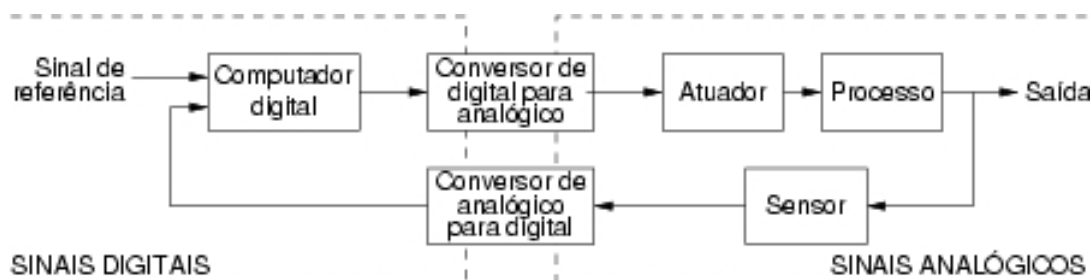 Sinal de
referência
Computador
digital
Conversor de
digital para
analógico
Atuador
Processo
Saída
Conversor de
analógico
para digital
Sensor
SINAIS DIGITAIS
SINAIS ANALÓGICOS